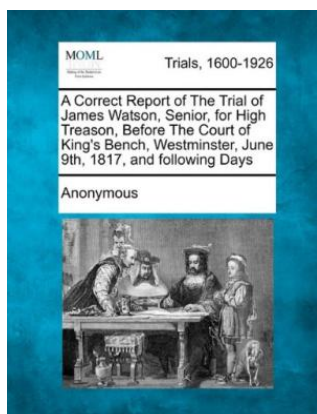 MOML
Trials, 1600-1926
A Correct Report of The Trial of
James Watson, Senior, for High
Treason, Before The Court of
King's Bench, Westminster, June
9th, 1817, and following Days
Anonymous